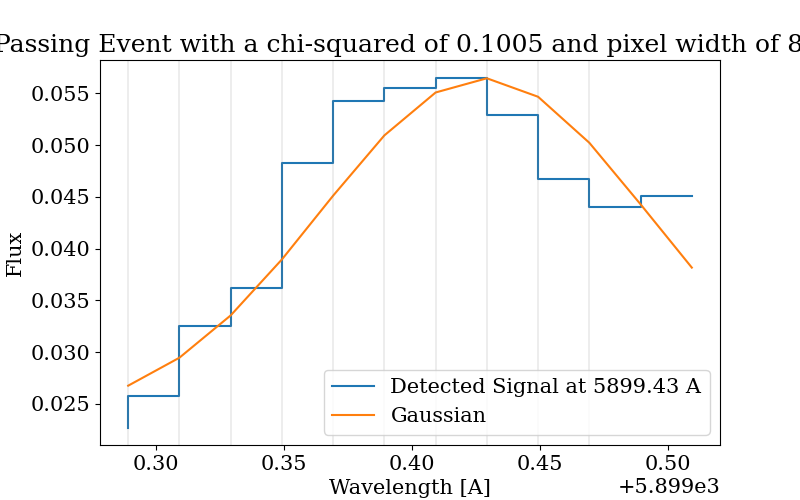 Passing Event with a chi-squared of 0.1005 and pixel width of 8
0.055
0.050
0.045
0.040
0.035
0.030
0.025
Flux
Detected Signal at 5899.43 A
Gaussian
0.30 0.35 0.40 0.45 0.50
Wavelength [A]
+5.899e3